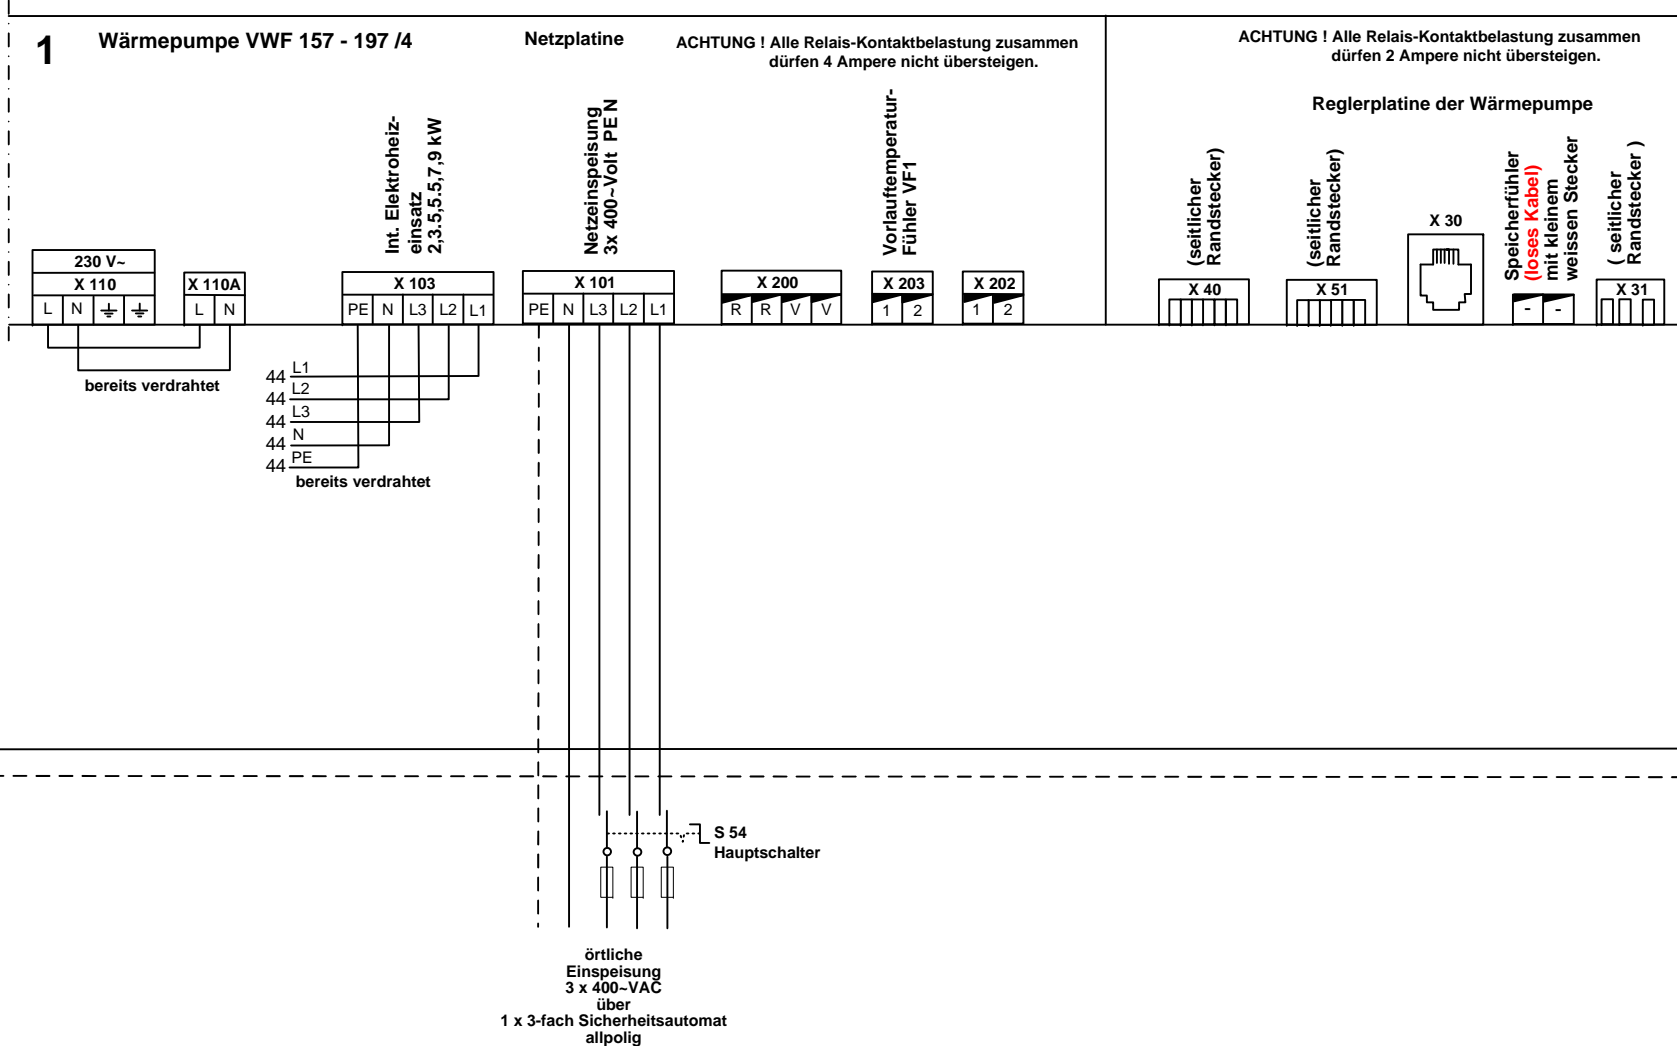 1
Wärmepumpe VWF 157 - 197 /4
Netzplatine
ACHTUNG ! Alle Relais-Kontaktbelastung zusammen
dürfen 4 Ampere nicht übersteigen.
ACHTUNG ! Alle Relais-Kontaktbelastung zusammen
dürfen 2 Ampere nicht übersteigen.
Reglerplatine der Wärmepumpe
230 V~
X 110
L N
X 110A
L N
bereits verdrahtet
Int. Elektroheiz-
einsatz
2,3.5,5.5,7,9 kW
X 103
PE N L3 L2 L1
44 L1
44 L2
44 L3
44 N
44 PE
bereits verdrahtet
Netzeinspeisung
3x 400~Volt PE N
X 101
PE N L3 L2 L1
X 200
R R V V
Vorlauftemperatur-
Fühler VF1
X 203
1 2
X 202
1 2
(seitlicher
Randstecker)
X 40
(seitlicher
Randstecker)
X 51
X 30
Speicherfühler
(loses Kabel)
mit kleinem
weissen Stecker
- -
( seitlicher
Randstecker )
X 31
S 54
Hauptschalter
örtliche
Einspeisung
3 x 400~VAC
über
1 x 3-fach Sicherheitsautomat
allpolig